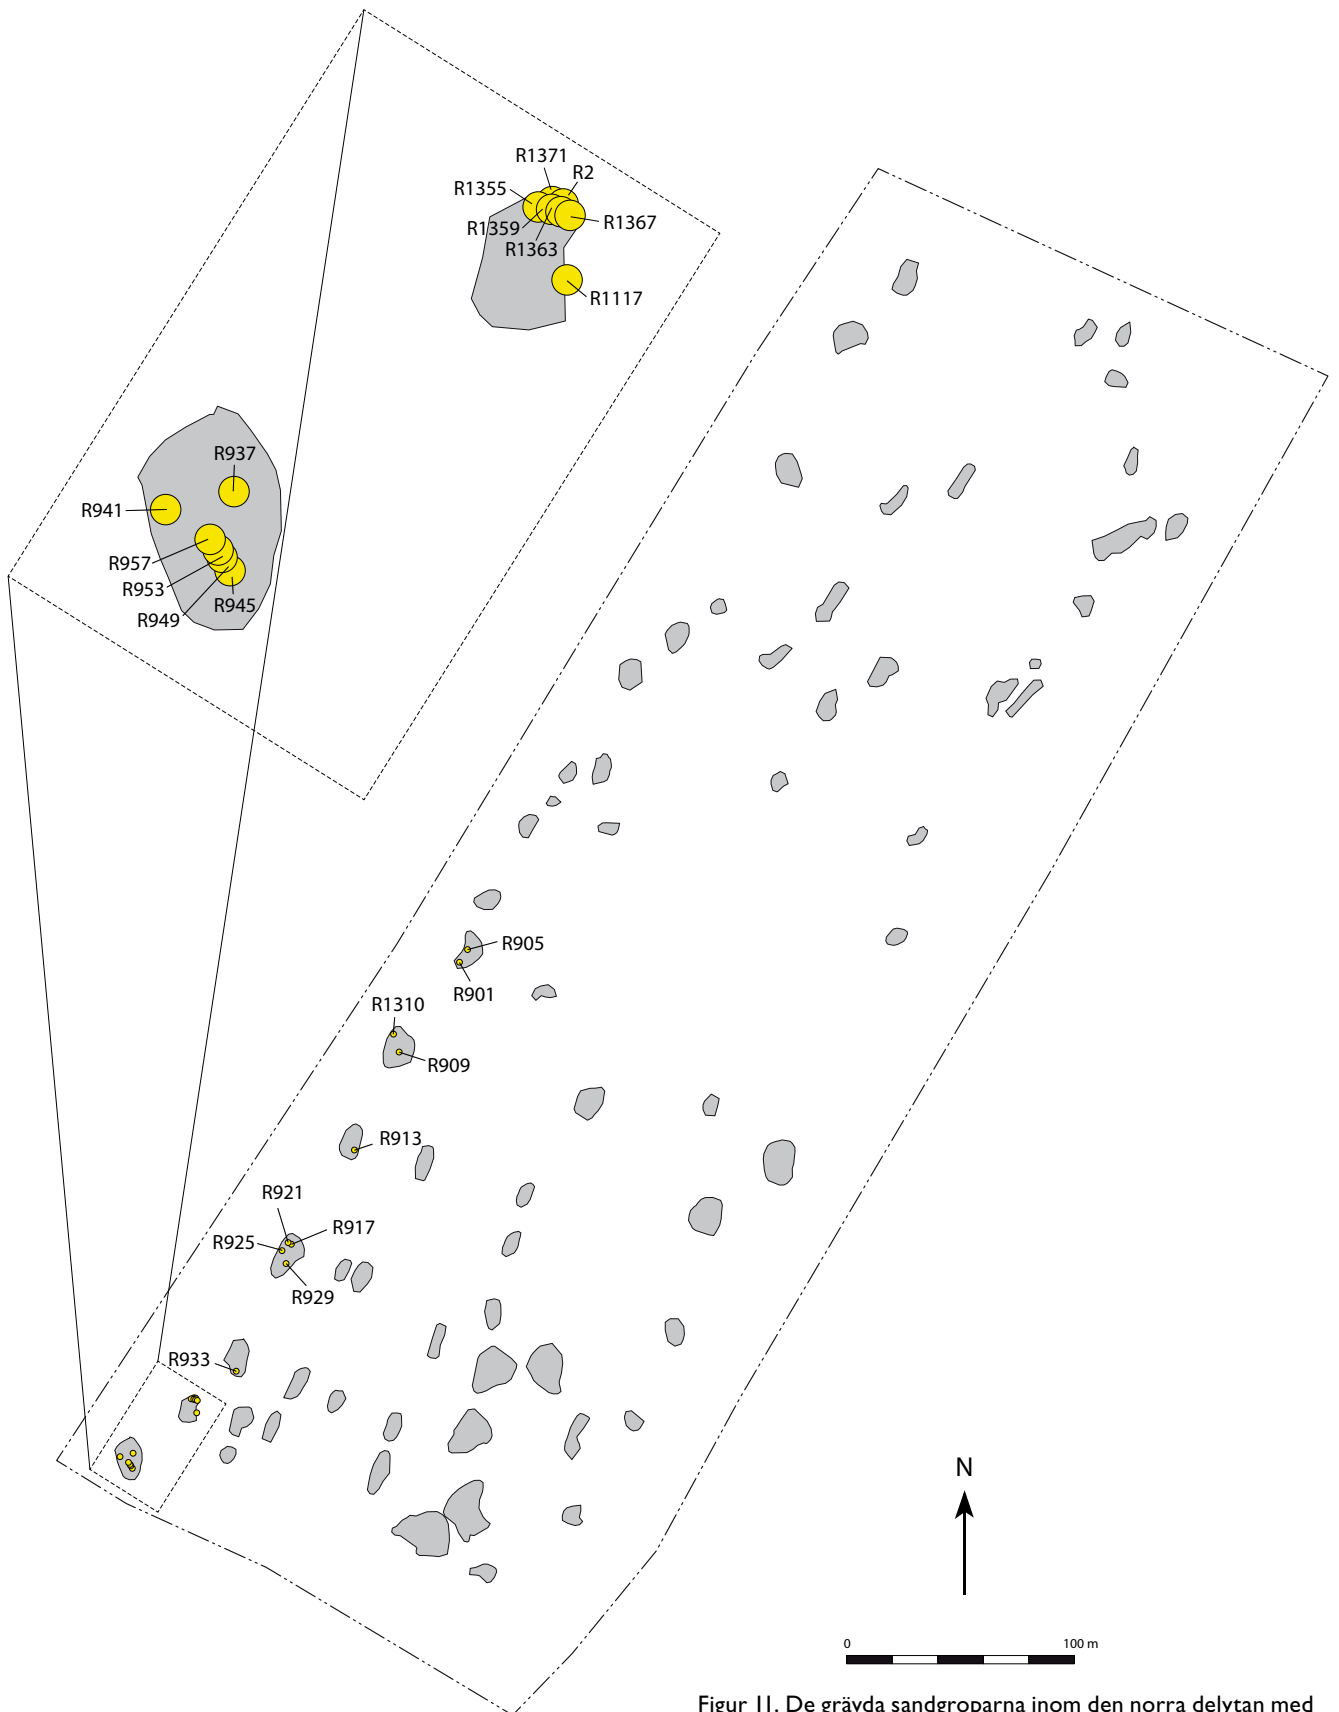 R1371
R2
R1355
R1359
R1367
R1363
R1117
R937
R941
R957
R953
R945
R949
R905
R901
R1310
R909
R913
R921
R917
R925
R929
R933
N
0
100 m
Figur 11. De grävda sandgroparna inom den norra delytan med